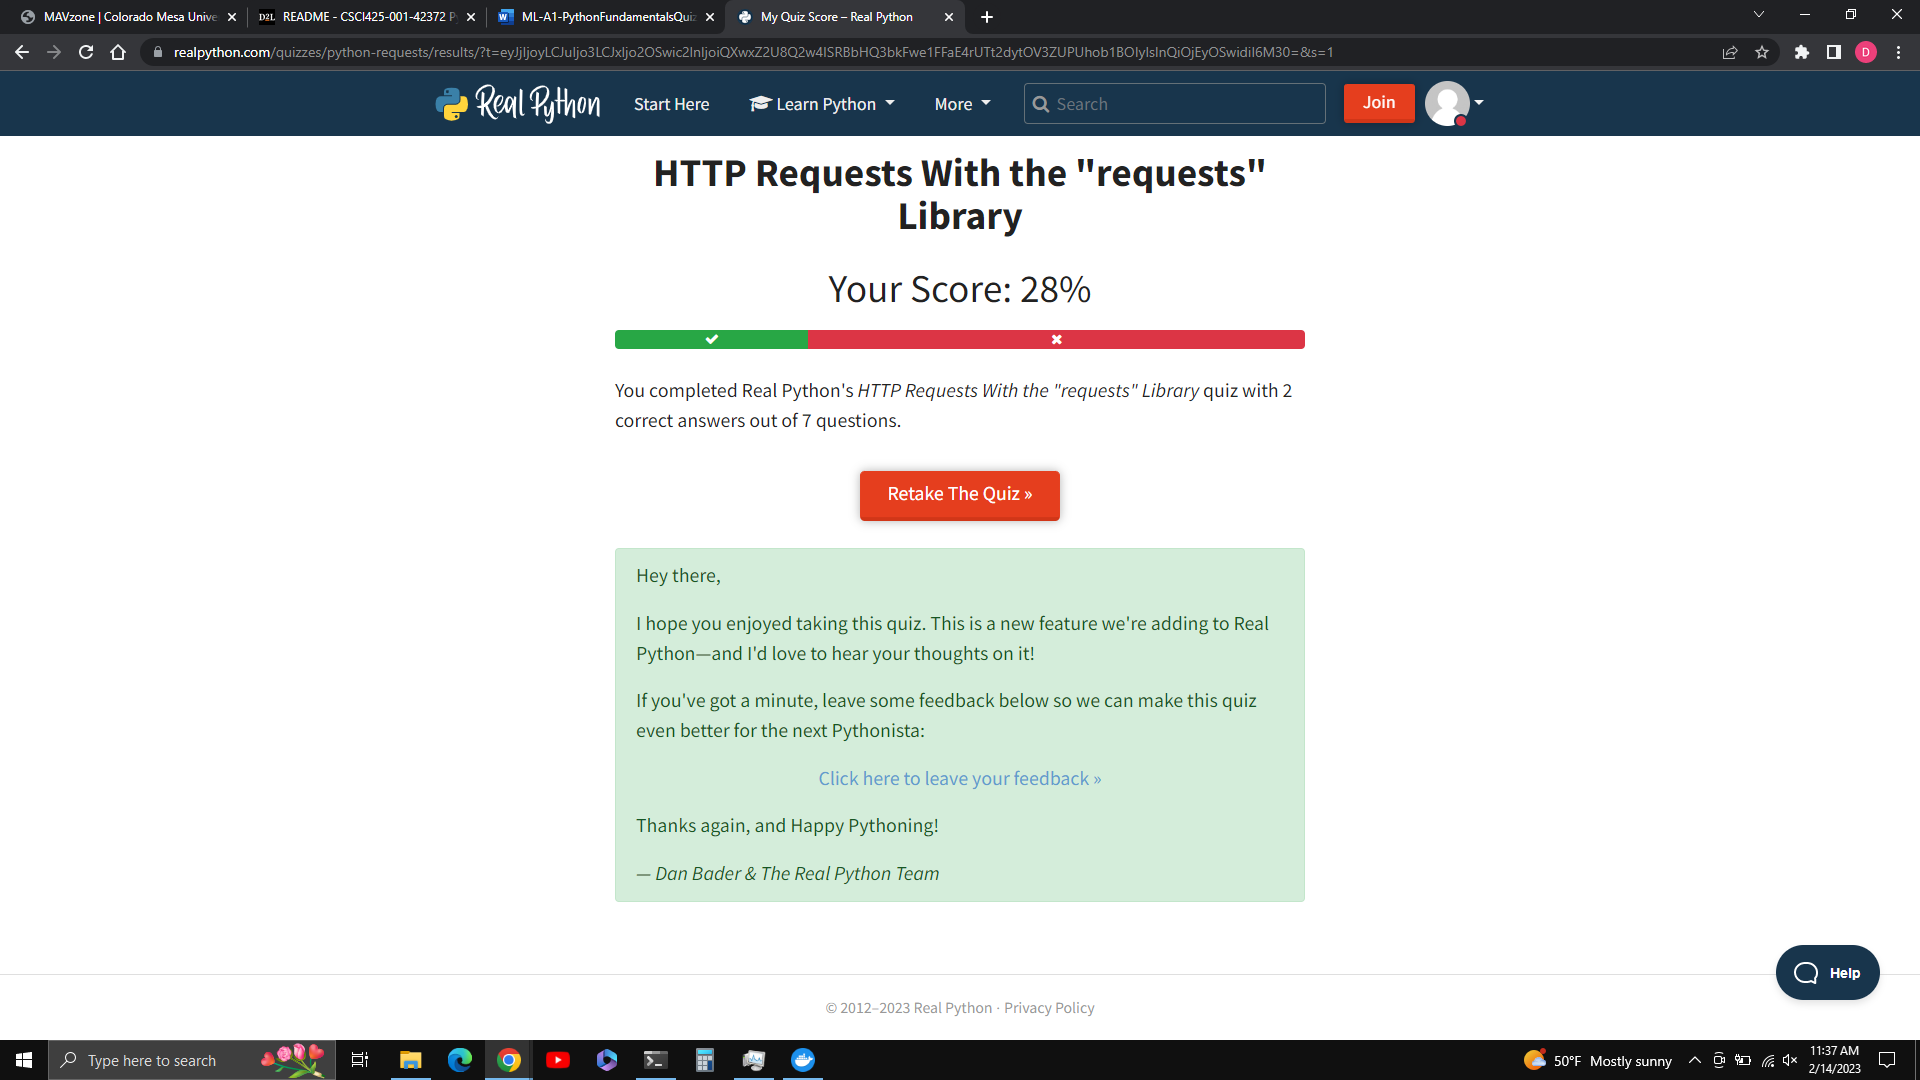 MAVzone | Colorado Mesa Unive
D2L README - CSCI425-001-42372 P
ML-A1-PythonFundamentalsQui
My Quiz Score – Real Python
realpython.com/quizzes/python-requests/results/?t=
D
Real Python
Start Here
Learn Python
More
Search
Join
HTTP Requests With the "requests"
Library
Your Score: 28%
You completed Real Python's HTTP Requests With the "requests" Library quiz with 2
correct answers out of 7 questions.
Retake The Quiz »
Hey there,
I hope you enjoyed taking this quiz. This is a new feature we're adding to Real
Python—and I'd love to hear your thoughts on it!
If you've got a minute, leave some feedback below so we can make this quiz
even better for the next Pythonista:
Click here to leave your feedback »
Thanks again, and Happy Pythoning!
— Dan Bader & The Real Python Team
Help
© 2012–2023 Real Python · Privacy Policy
Type here to search
50°F Mostly sunny
11:37 AM
2/14/2023